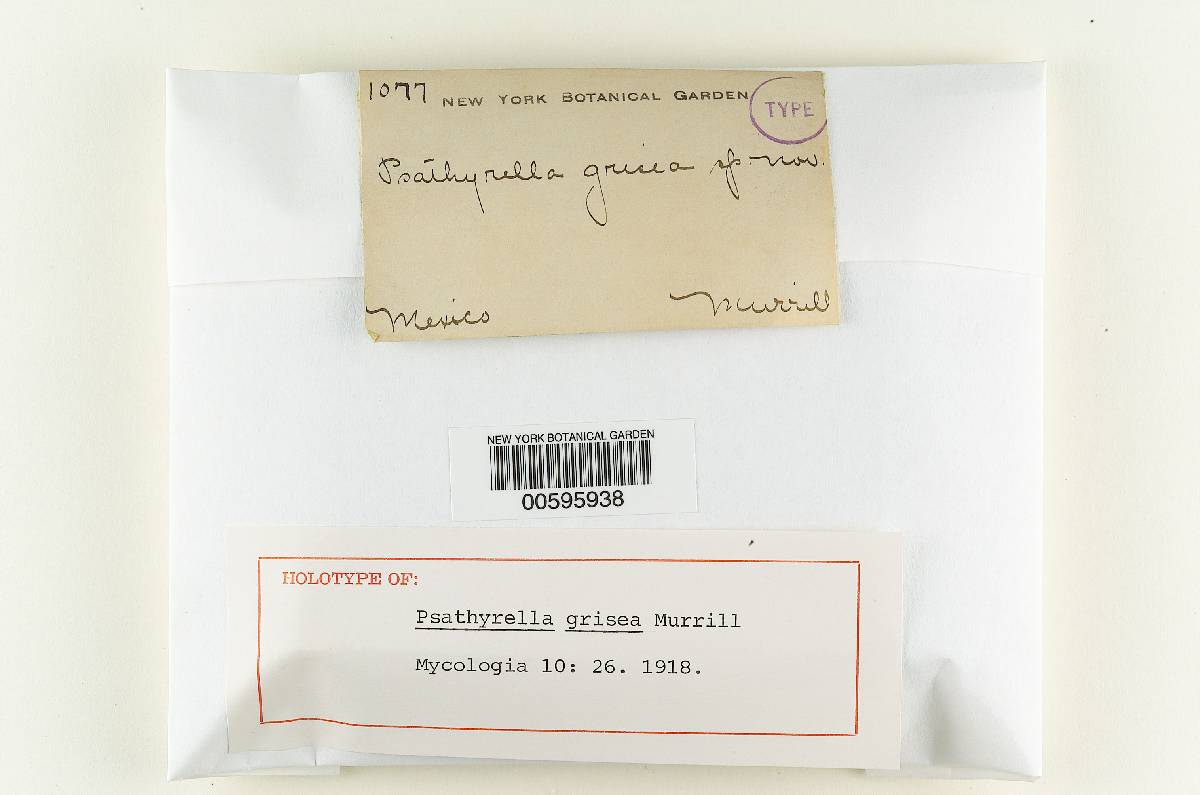 1077 NEW YORK BOTANICAL GARDEN TYPE
Psathyrella grisea sp. nov.
Mexico Murrill
NEW YORK BOTANICAL GARDEN
00595938
HOLOTYPE OF:
Psathyrella grisea Murrill
Mycologia 10: 26. 1918.